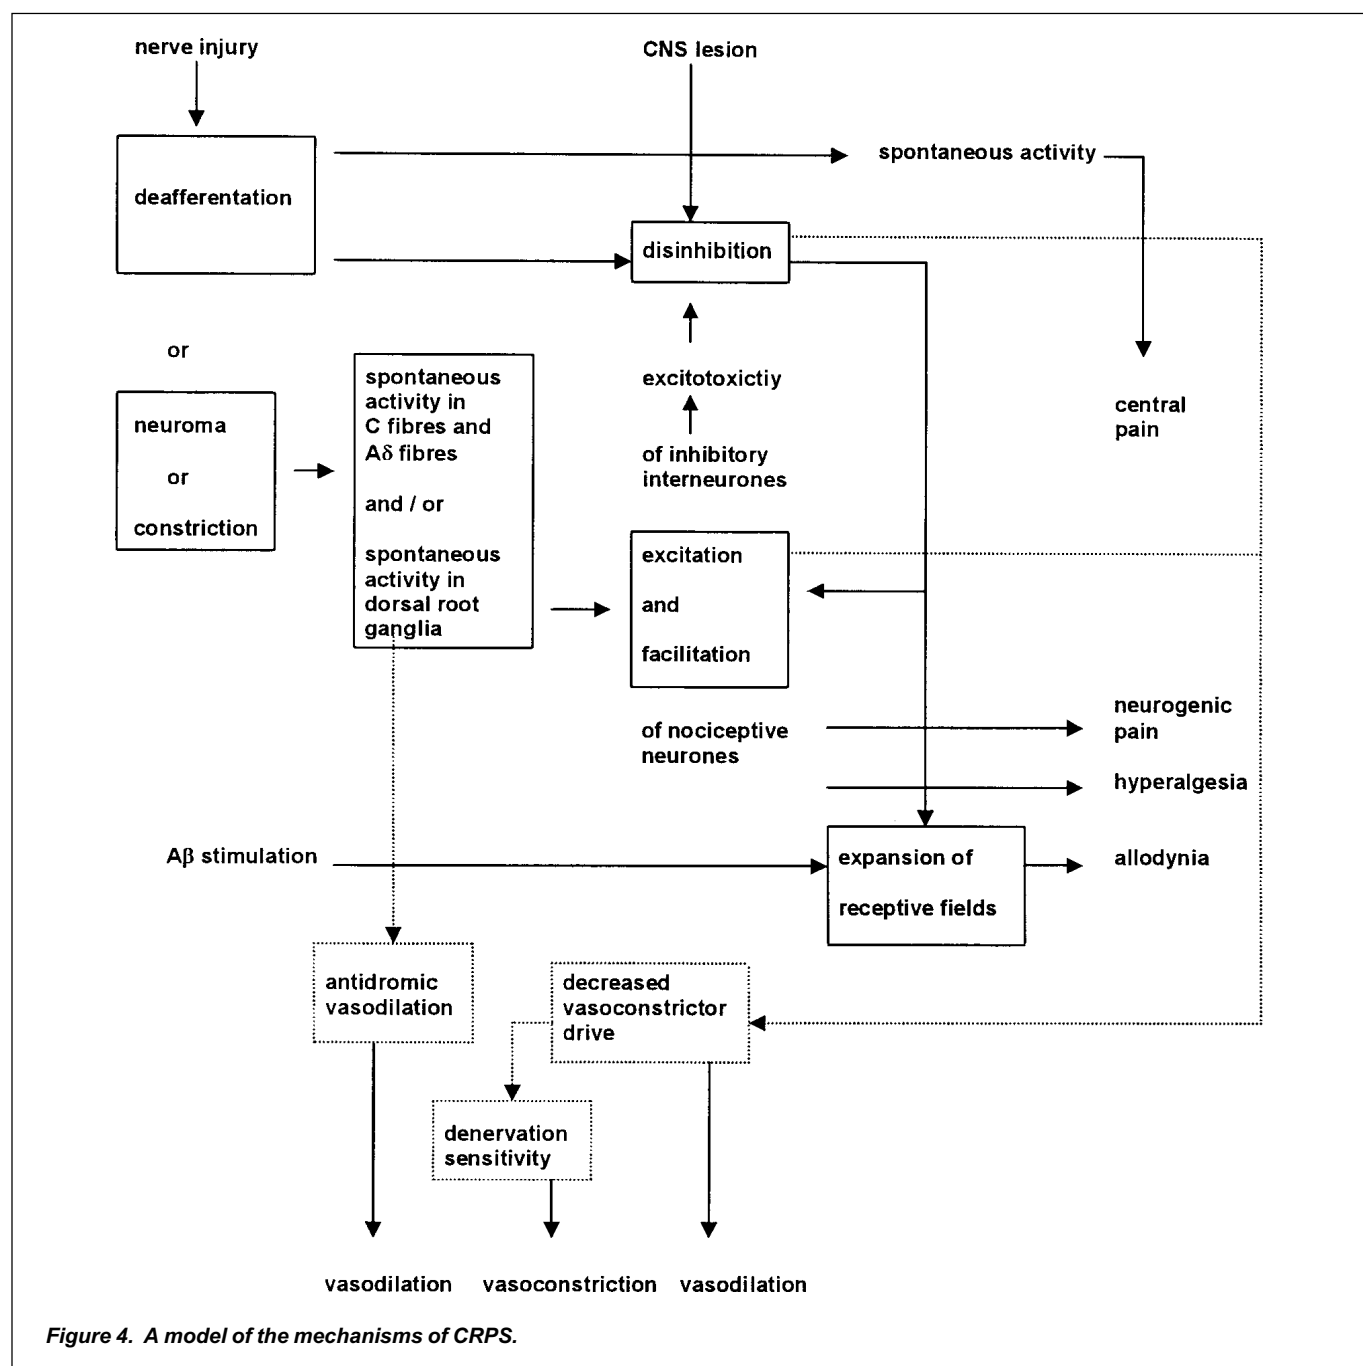 nerve injury
CNS lesion
spontaneous activity
deafferentation
disinhibition
or
spontaneous
activity in
C fibres and
Aδ fibres
and / or
spontaneous
activity in
dorsal root
ganglia
excitotoxictiy
central
pain
neuroma
or
constriction
of inhibitory
interneurones
excitation
and
facilitation
of nociceptive
neurones
neurogenic
pain
hyperalgesia
Aβ stimulation
expansion of
receptive fields
allodynia
antidromic
vasodilation
decreased
vasoconstrictor
drive
denervation
sensitivity
vasodilation
vasoconstriction
vasodilation
Figure 4. A model of the mechanisms of CRPS.